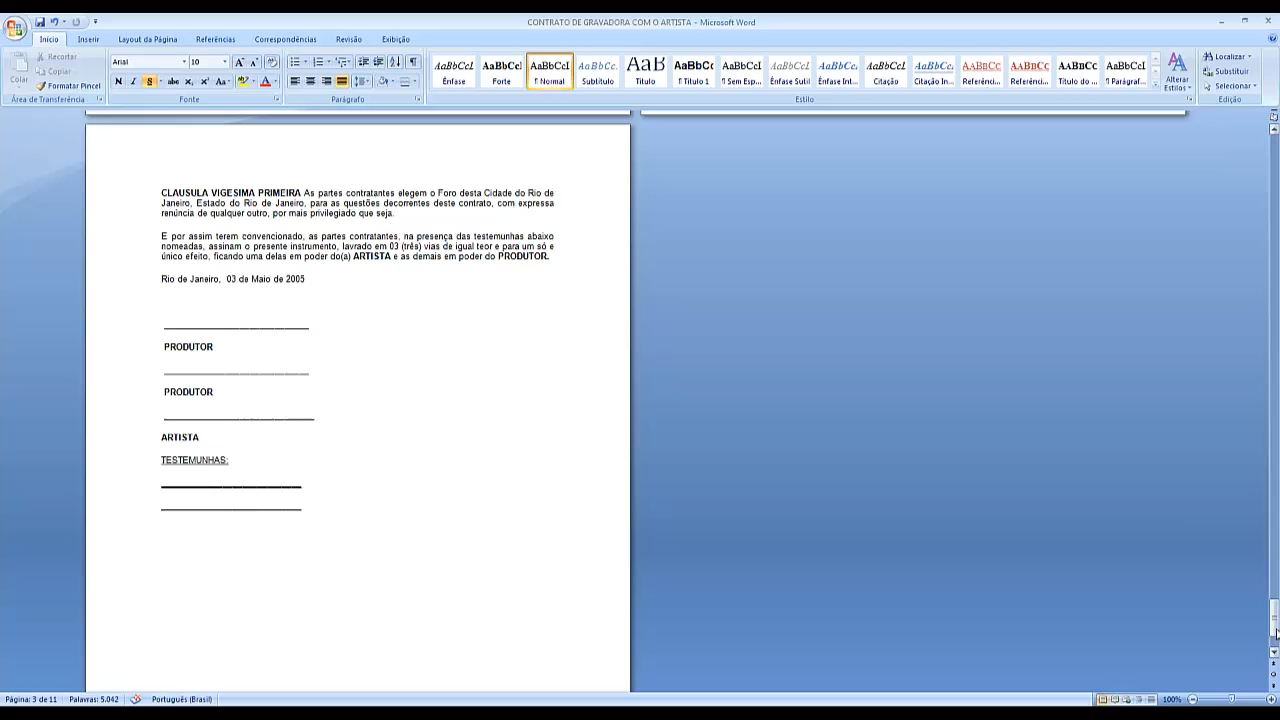 CONTRATO DE GRAVADORA COM O ARTISTA - Microsoft Word
Início Inserir Layout da Página Referências Correspondências Revisão Exibição
Colar
Recortar
Copiar
Formatar Pincel
Área de Transferência
Arial 10
Fonte
Parágrafo
AaBbCcL AaBbCc AaBbCcI AaBbCc. AaB AaBbCc AaBbCcI AaBbCcI AaBbCc. AaBbCcL AaBbCc. AABBCC AABBCC AABBCC AaBbCcI
Ênfase Forte ¶ Normal Subtítulo Título ¶ Título 1 ¶ Sem Esp... Ênfase Sutil Ênfase Int... Citação Citação In... Referênci... Referênci... Título do ... ¶ Parágraf...
Alterar Estilos
Estilo
Localizar
Substituir
Selecionar
Edição
CLAUSULA VIGESIMA PRIMEIRA As partes contratantes elegem o Foro desta Cidade do Rio de
Janeiro, Estado do Rio de Janeiro, para as questões decorrentes deste contrato, com expressa
renúncia de qualquer outro, por mais privilegiado que seja.
E por assim terem convencionado, as partes contratantes, na presença das testemunhas abaixo
nomeadas, assinam o presente instrumento, lavrado em 03 (três) vias de igual teor e para um só e
único efeito, ficando uma delas em poder do(a) ARTISTA e as demais em poder do PRODUTOR.
Rio de Janeiro, 03 de Maio de 2005
PRODUTOR
PRODUTOR
ARTISTA
TESTEMUNHAS:
Página: 3 de 11 Palavras: 5.042 Português (Brasil) 100%